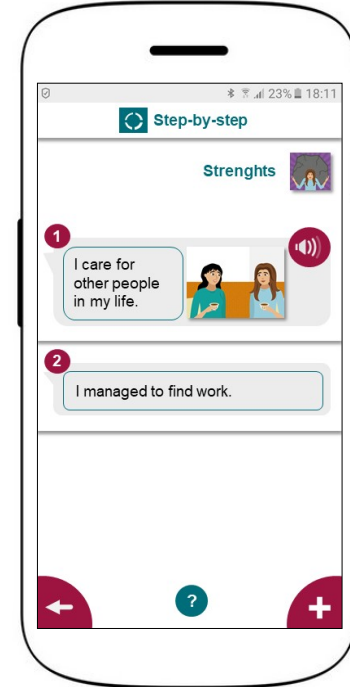 23% 18:11
Step-by-step
Strenghts
1
I care for
other people
in my life.
2
I managed to find work.
?